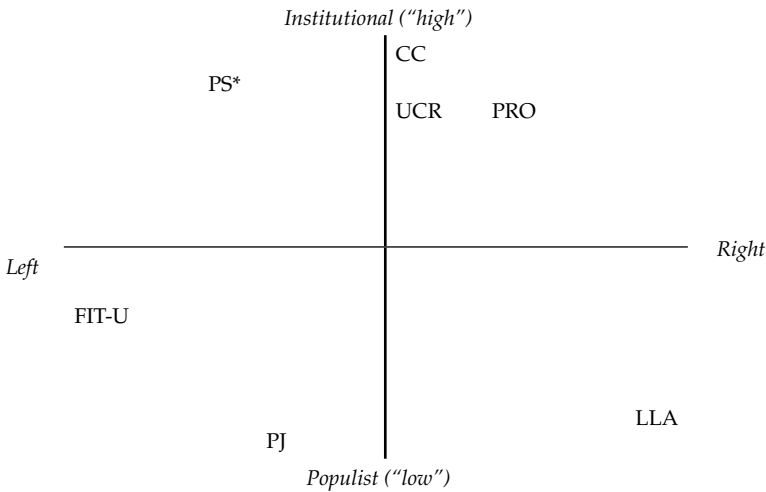 Institutional (“high”)
CC
PS*
UCR
PRO
Right
Left
FIT-U
LLA
PJ
Populist (“low”)